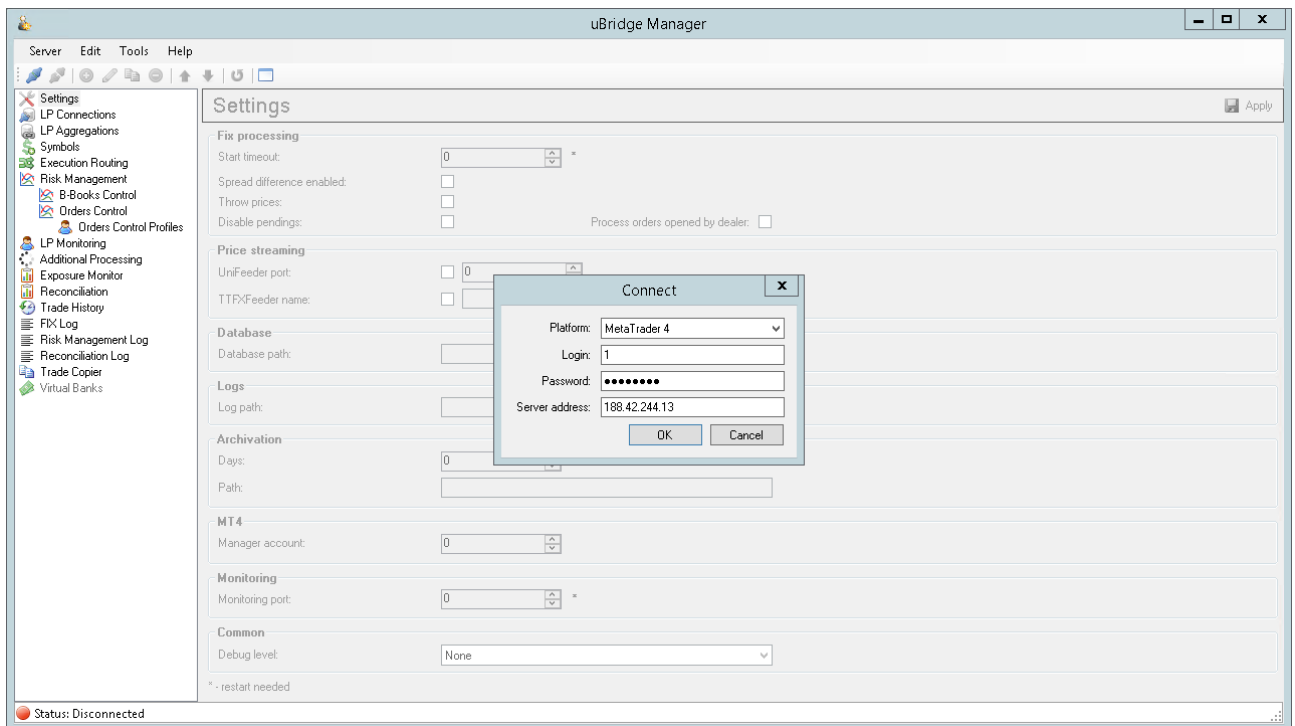 uBridge Manager
Server Edit Tools Help
Settings
LP Connections
LP Aggregations
Symbols
Execution Routing
Risk Management
B-Books Control
Orders Control
Orders Control Profiles
LP Monitoring
Additional Processing
Exposure Monitor
Reconciliation
Trade History
FIX Log
Risk Management Log
Reconciliation Log
Trade Copier
Virtual Banks
Settings Apply
Fix processing
Start timeout: 0 *
Spread difference enabled:
Throw prices:
Disable pendings: Process orders opened by dealer:
Price streaming
UniFeeder port: 0
TTFXFeeder name:
Database
Database path:
Logs
Log path:
Archivation
Days: 0
Path:
MT4
Manager account: 0
Monitoring
Monitoring port: 0 *
Common
Debug level: None
* - restart needed
Connect
Platform: MetaTrader 4
Login: 1
Password: ●●●●●●●●
Server address: 188.42.244.13
OK Cancel
Status: Disconnected